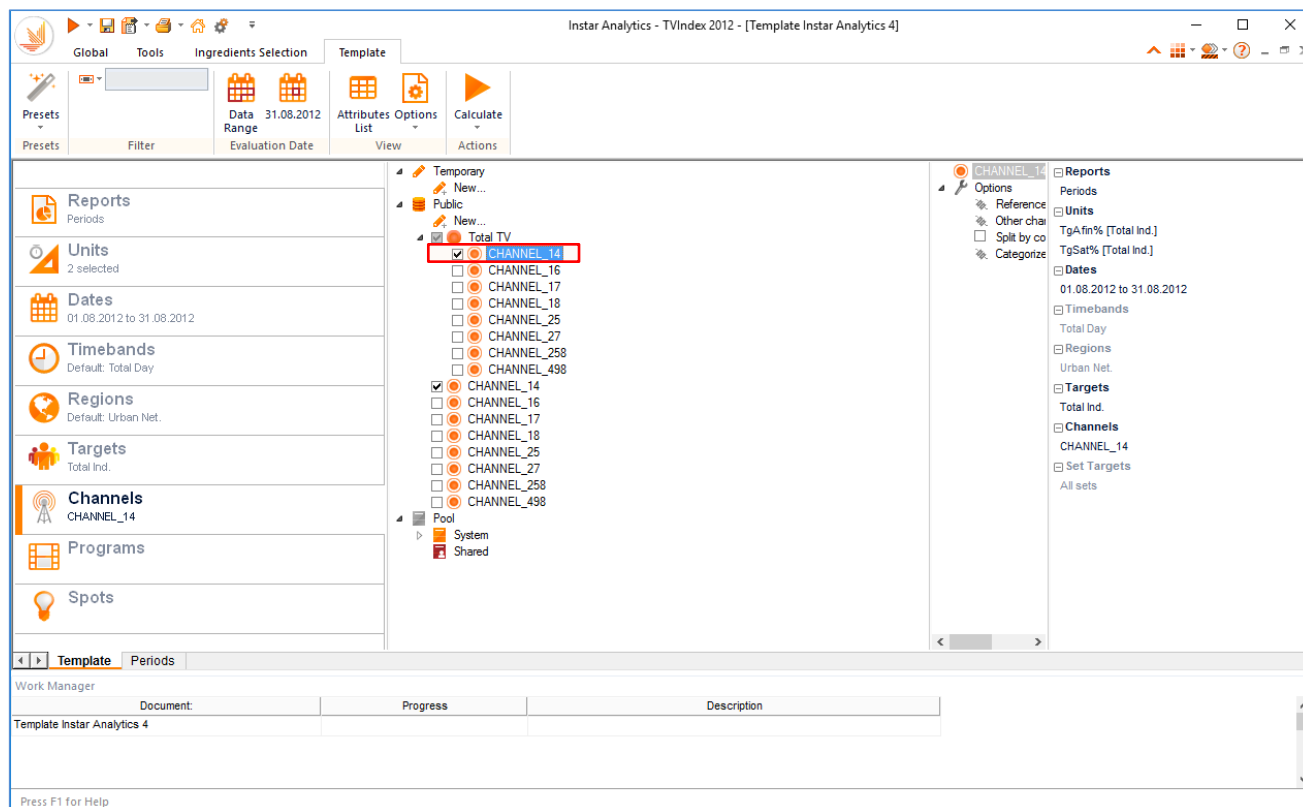 Instar Analytics - TVIndex 2012 - [Template Instar Analytics 4]
Global Tools Ingredients Selection Template
Presets
Data Range
31.08.2012
Attributes List
Options
Calculate
Presets Filter Evaluation Date View Actions
Reports
Periods
Units
2 selected
Dates
01.08.2012 to 31.08.2012
Timebands
Default: Total Day
Regions
Default: Urban Net.
Targets
Total Ind.
Channels
CHANNEL_14
Programs
Spots
Temporary
New...
Public
New...
Total TV
CHANNEL_14
CHANNEL_16
CHANNEL_17
CHANNEL_18
CHANNEL_25
CHANNEL_27
CHANNEL_258
CHANNEL_498
CHANNEL_14
CHANNEL_16
CHANNEL_17
CHANNEL_18
CHANNEL_25
CHANNEL_27
CHANNEL_258
CHANNEL_498
Pool
System
Shared
CHANNEL_14
Options
Reference
Other char
Split by co
Categorize
Reports
Periods
Units
TgAfin% [Total Ind.]
TgSat% [Total Ind.]
Dates
01.08.2012 to 31.08.2012
Timebands
Total Day
Regions
Urban Net.
Targets
Total Ind.
Channels
CHANNEL_14
Set Targets
All sets
Template Periods
Work Manager
Document: Progress Description
Template Instar Analytics 4
Press F1 for Help